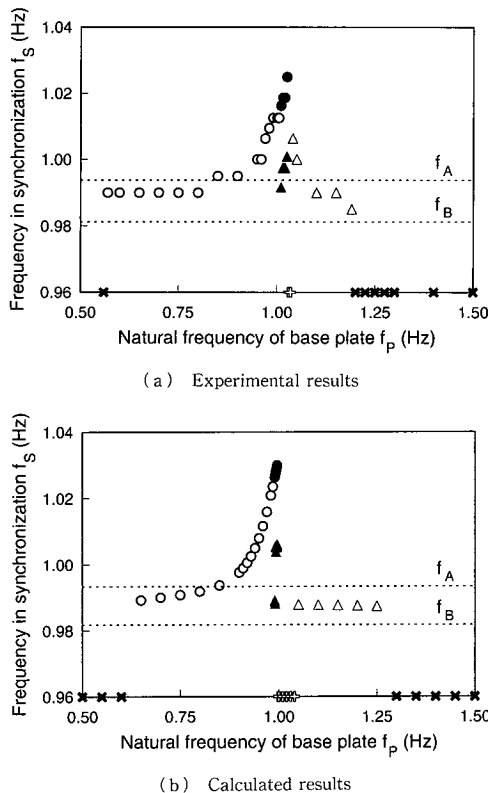 1.04
1.02
1.00
0.98
0.96
Frequency in synchronization fS (Hz)
fA
fB
0.50 0.75 1.00 1.25 1.50
Natural frequency of base plate fP (Hz)
(a) Experimental results
1.04
1.02
1.00
0.98
0.96
Frequency in synchronization fS (Hz)
fA
fB
0.50 0.75 1.00 1.25 1.50
Natural frequency of base plate fP (Hz)
(b) Calculated results